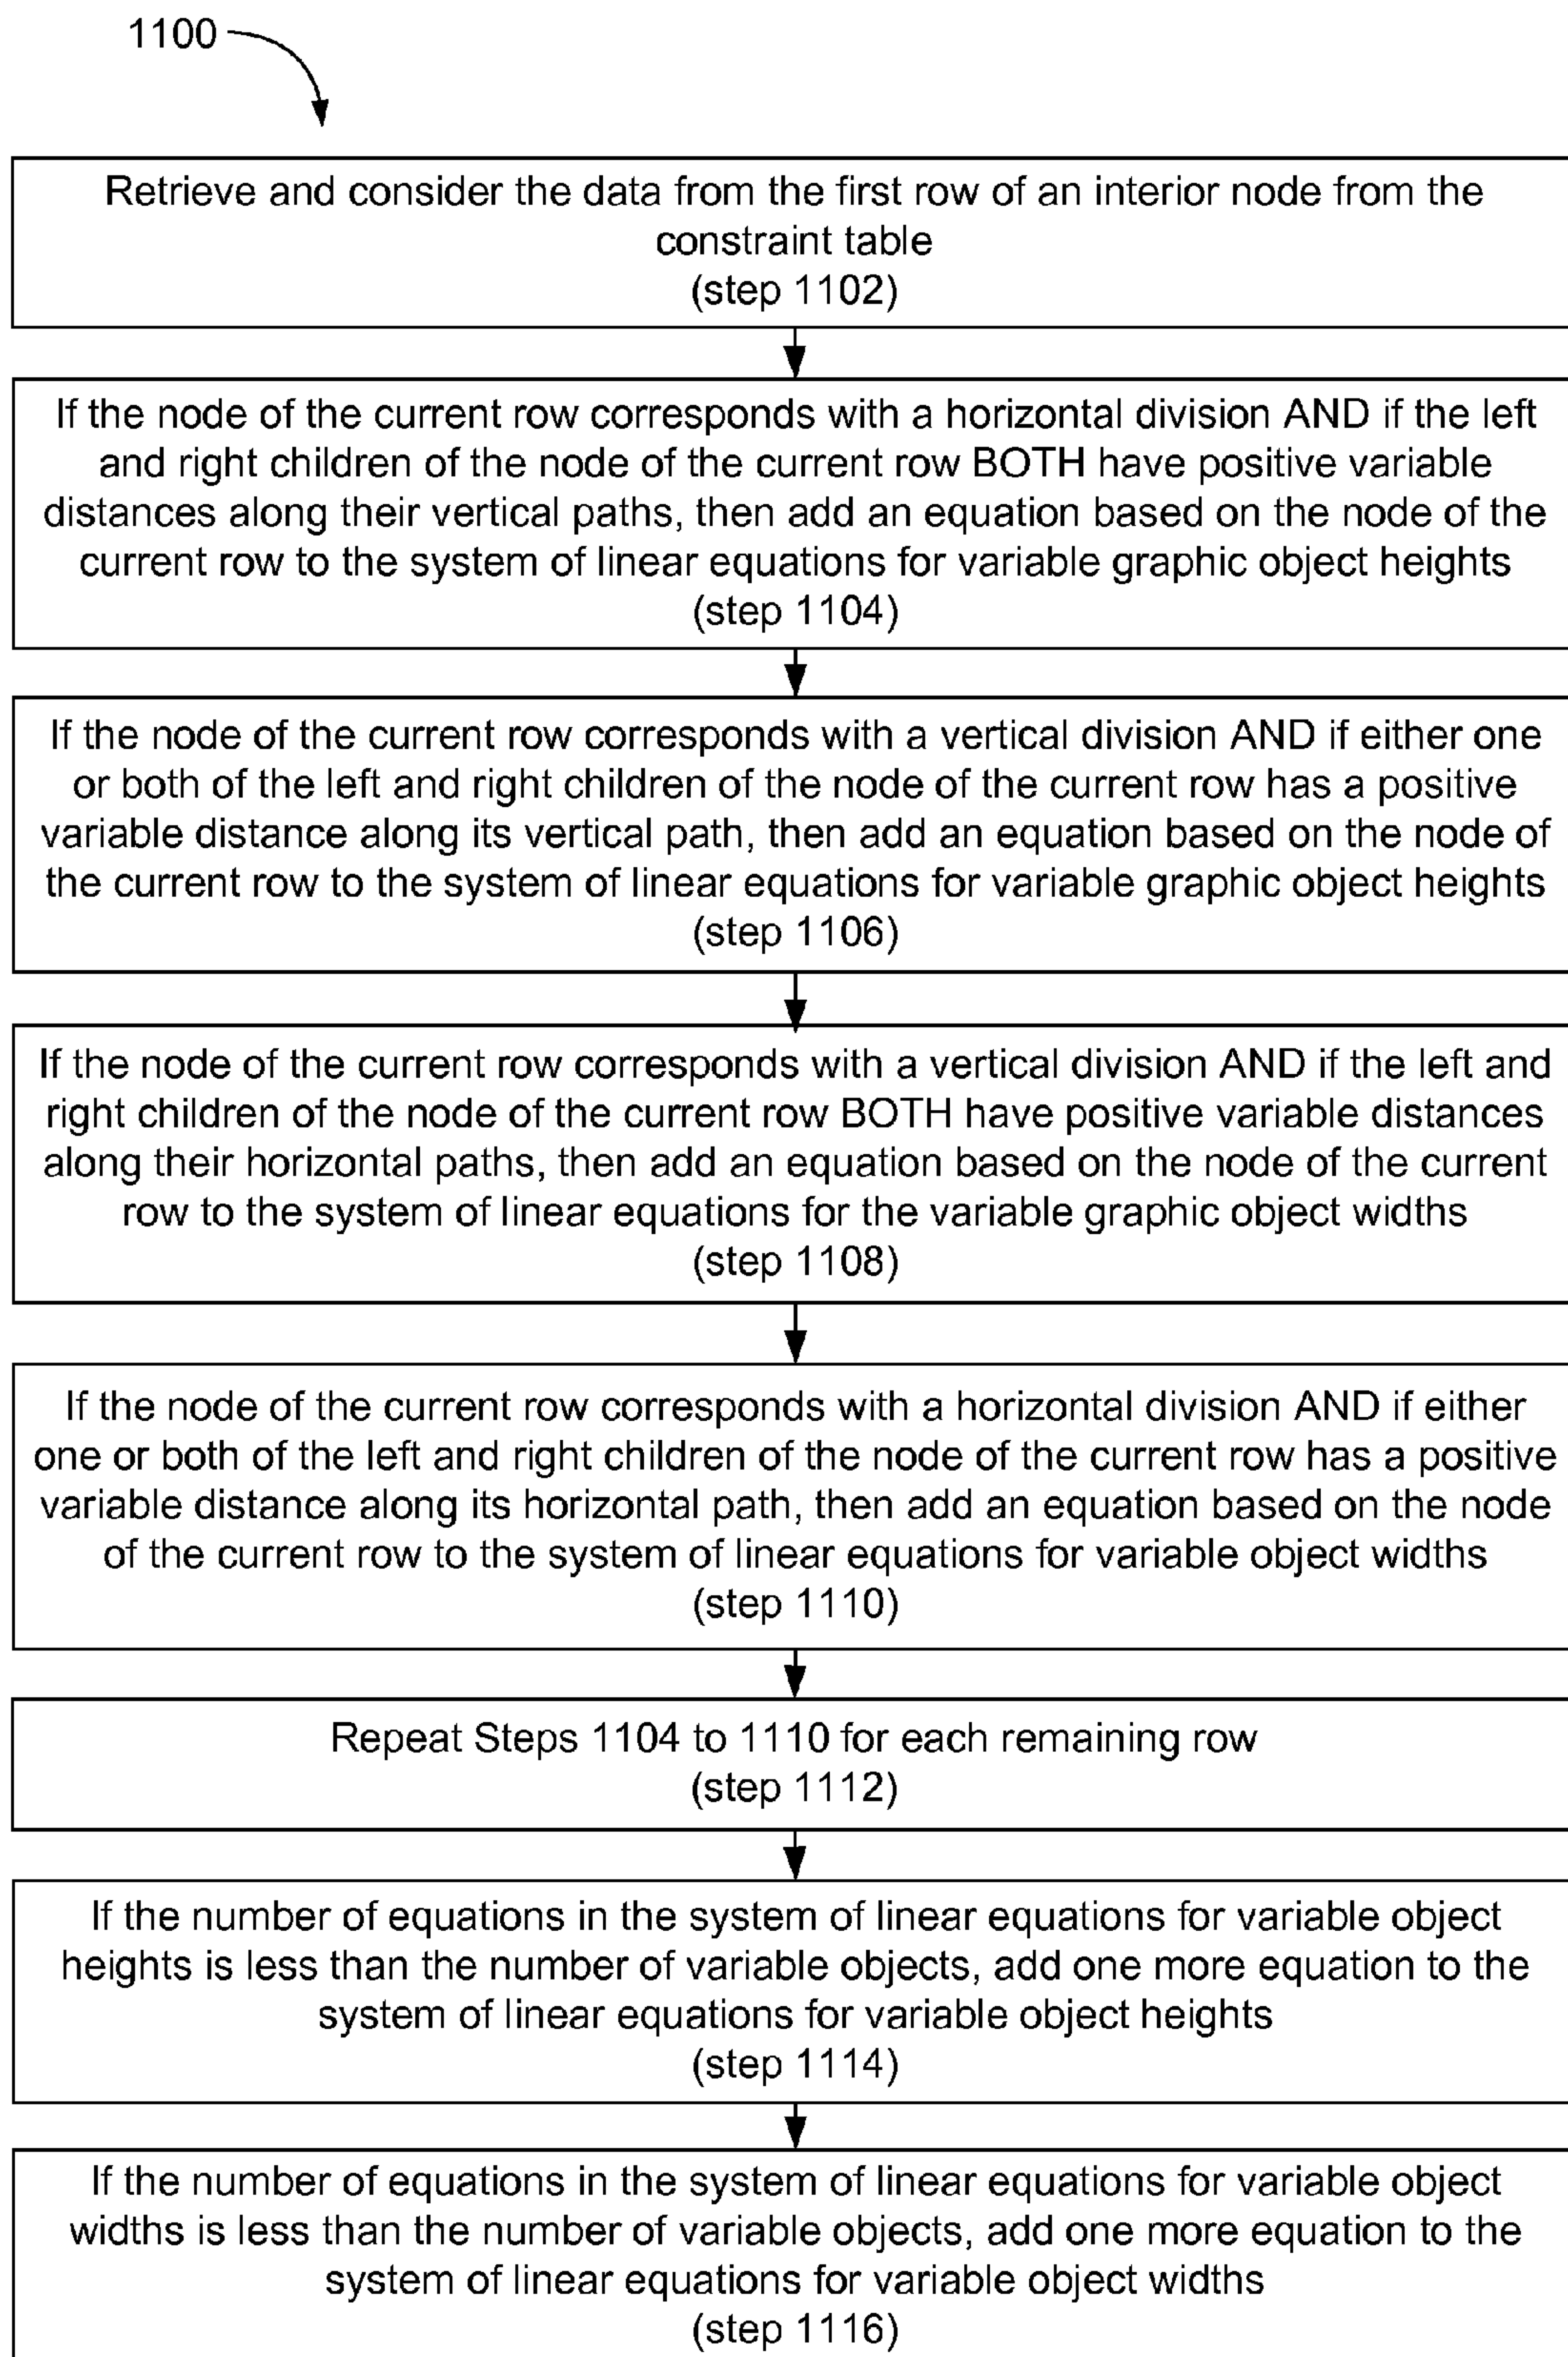 1100
Retrieve and consider the data from the first row of an interior node from the
constraint table
(step 1102)
If the node of the current row corresponds with a horizontal division AND if the left
and right children of the node of the current row BOTH have positive variable
distances along their vertical paths, then add an equation based on the node of the
current row to the system of linear equations for variable graphic object heights
(step 1104)
If the node of the current row corresponds with a vertical division AND if either one
or both of the left and right children of the node of the current row has a positive
variable distance along its vertical path, then add an equation based on the node of
the current row to the system of linear equations for variable graphic object heights
(step 1106)
If the node of the current row corresponds with a vertical division AND if the left and
right children of the node of the current row BOTH have positive variable distances
along their horizontal paths, then add an equation based on the node of the current
row to the system of linear equations for the variable graphic object widths
(step 1108)
If the node of the current row corresponds with a horizontal division AND if either
one or both of the left and right children of the node of the current row has a positive
variable distance along its horizontal path, then add an equation based on the node
of the current row to the system of linear equations for variable object widths
(step 1110)
Repeat Steps 1104 to 1110 for each remaining row
(step 1112)
If the number of equations in the system of linear equations for variable object
heights is less than the number of variable objects, add one more equation to the
system of linear equations for variable object heights
(step 1114)
If the number of equations in the system of linear equations for variable object
widths is less than the number of variable objects, add one more equation to the
system of linear equations for variable object widths
(step 1116)